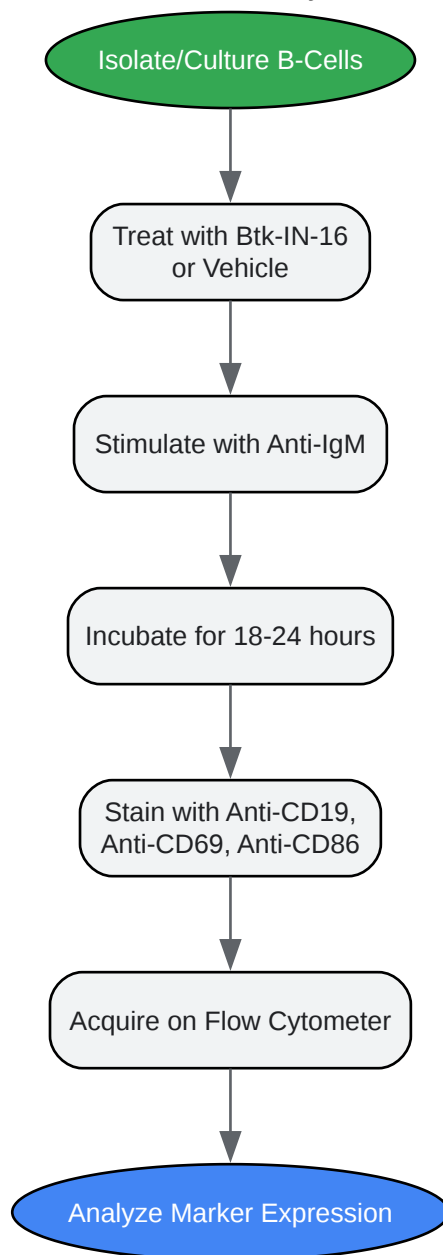 Isolate/Culture B-Cells
Treat with Btk-IN-16
or Vehicle
Stimulate with Anti-IgM
Incubate for 18-24 hours
Stain with Anti-CD19,
Anti-CD69, Anti-CD86
Acquire on Flow Cytometer
Analyze Marker Expression